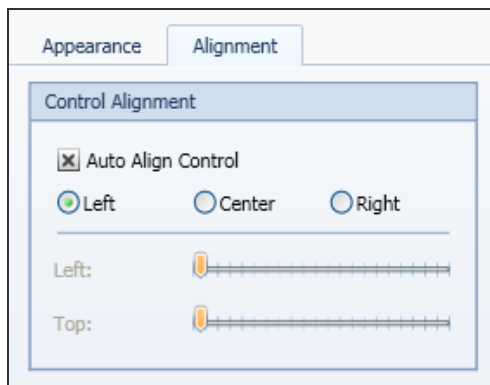 Appearance Alignment
Control Alignment
Auto Align Control
Left Center Right
Left:
Top: